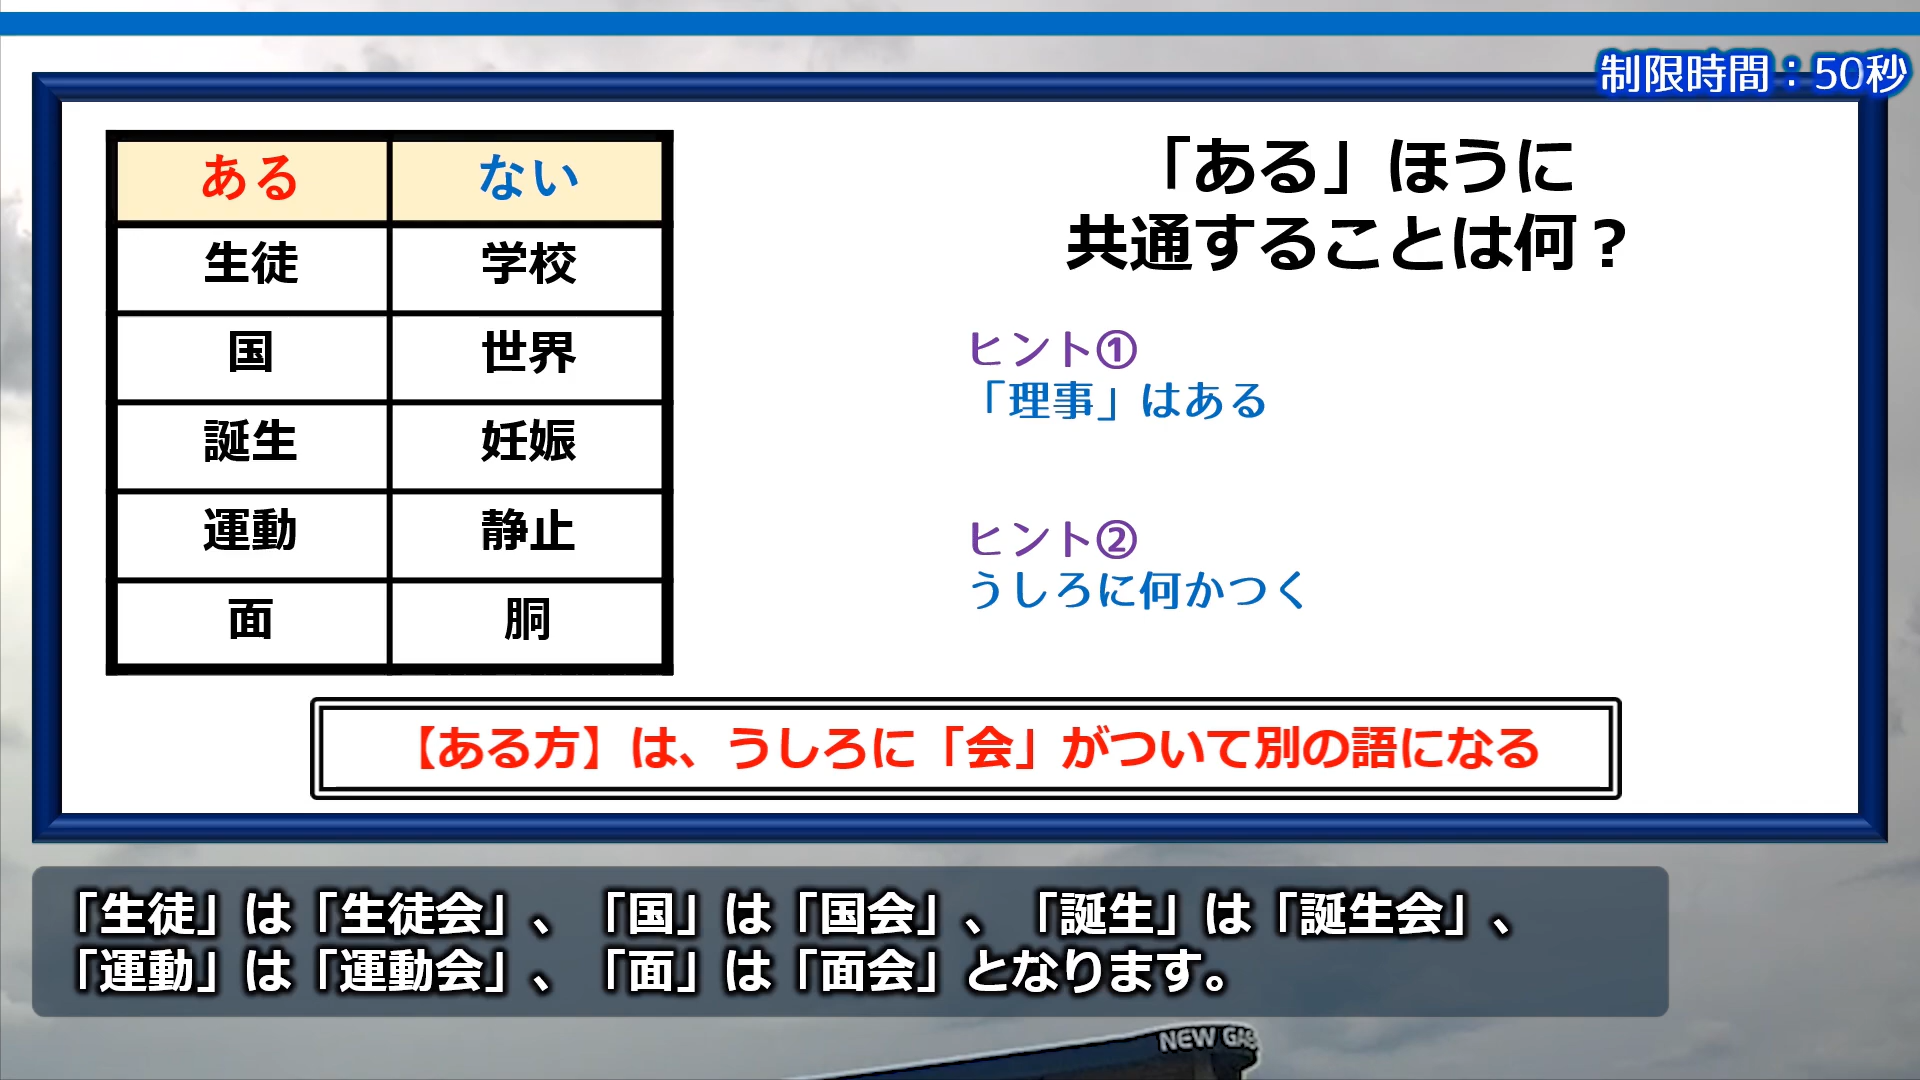 制限時間：50秒
ある ない
生徒 学校
国 世界
誕生 妊娠
運動 静止
面 胴
「ある」ほうに
共通することは何？
ヒント①
「理事」はある
ヒント②
うしろに何かつく
【ある方】は、うしろに「会」がついて別の語になる
「生徒」は「生徒会」、「国」は「国会」、「誕生」は「誕生会」、
「運動」は「運動会」、「面」は「面会」となります。
NEW